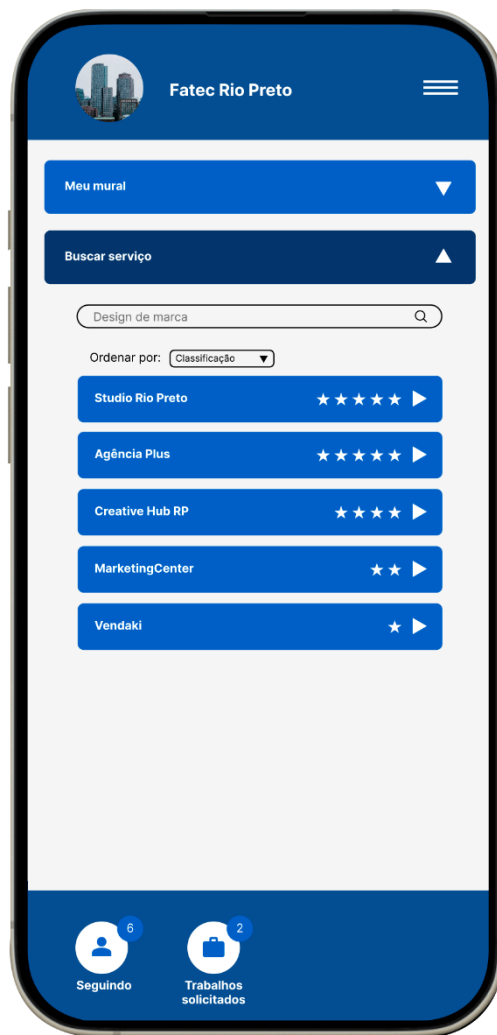 Fatec Rio Preto
Meu mural
Buscar serviço
Design de marca
Ordenar por: Classificação
Studio Rio Preto
Agência Plus
Creative Hub RP
MarketingCenter
Vendaki
6
2
Seguindo
Trabalhos
solicitados